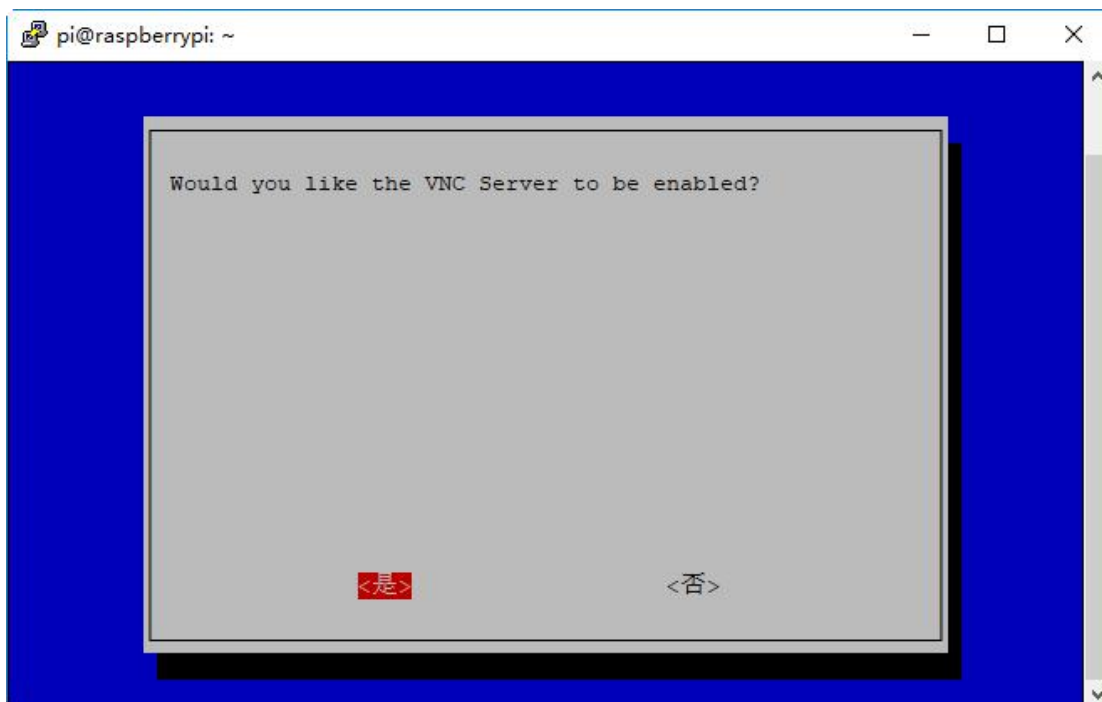 pi@raspberrypi: ~
Would you like the VNC Server to be enabled?
<是> <否>